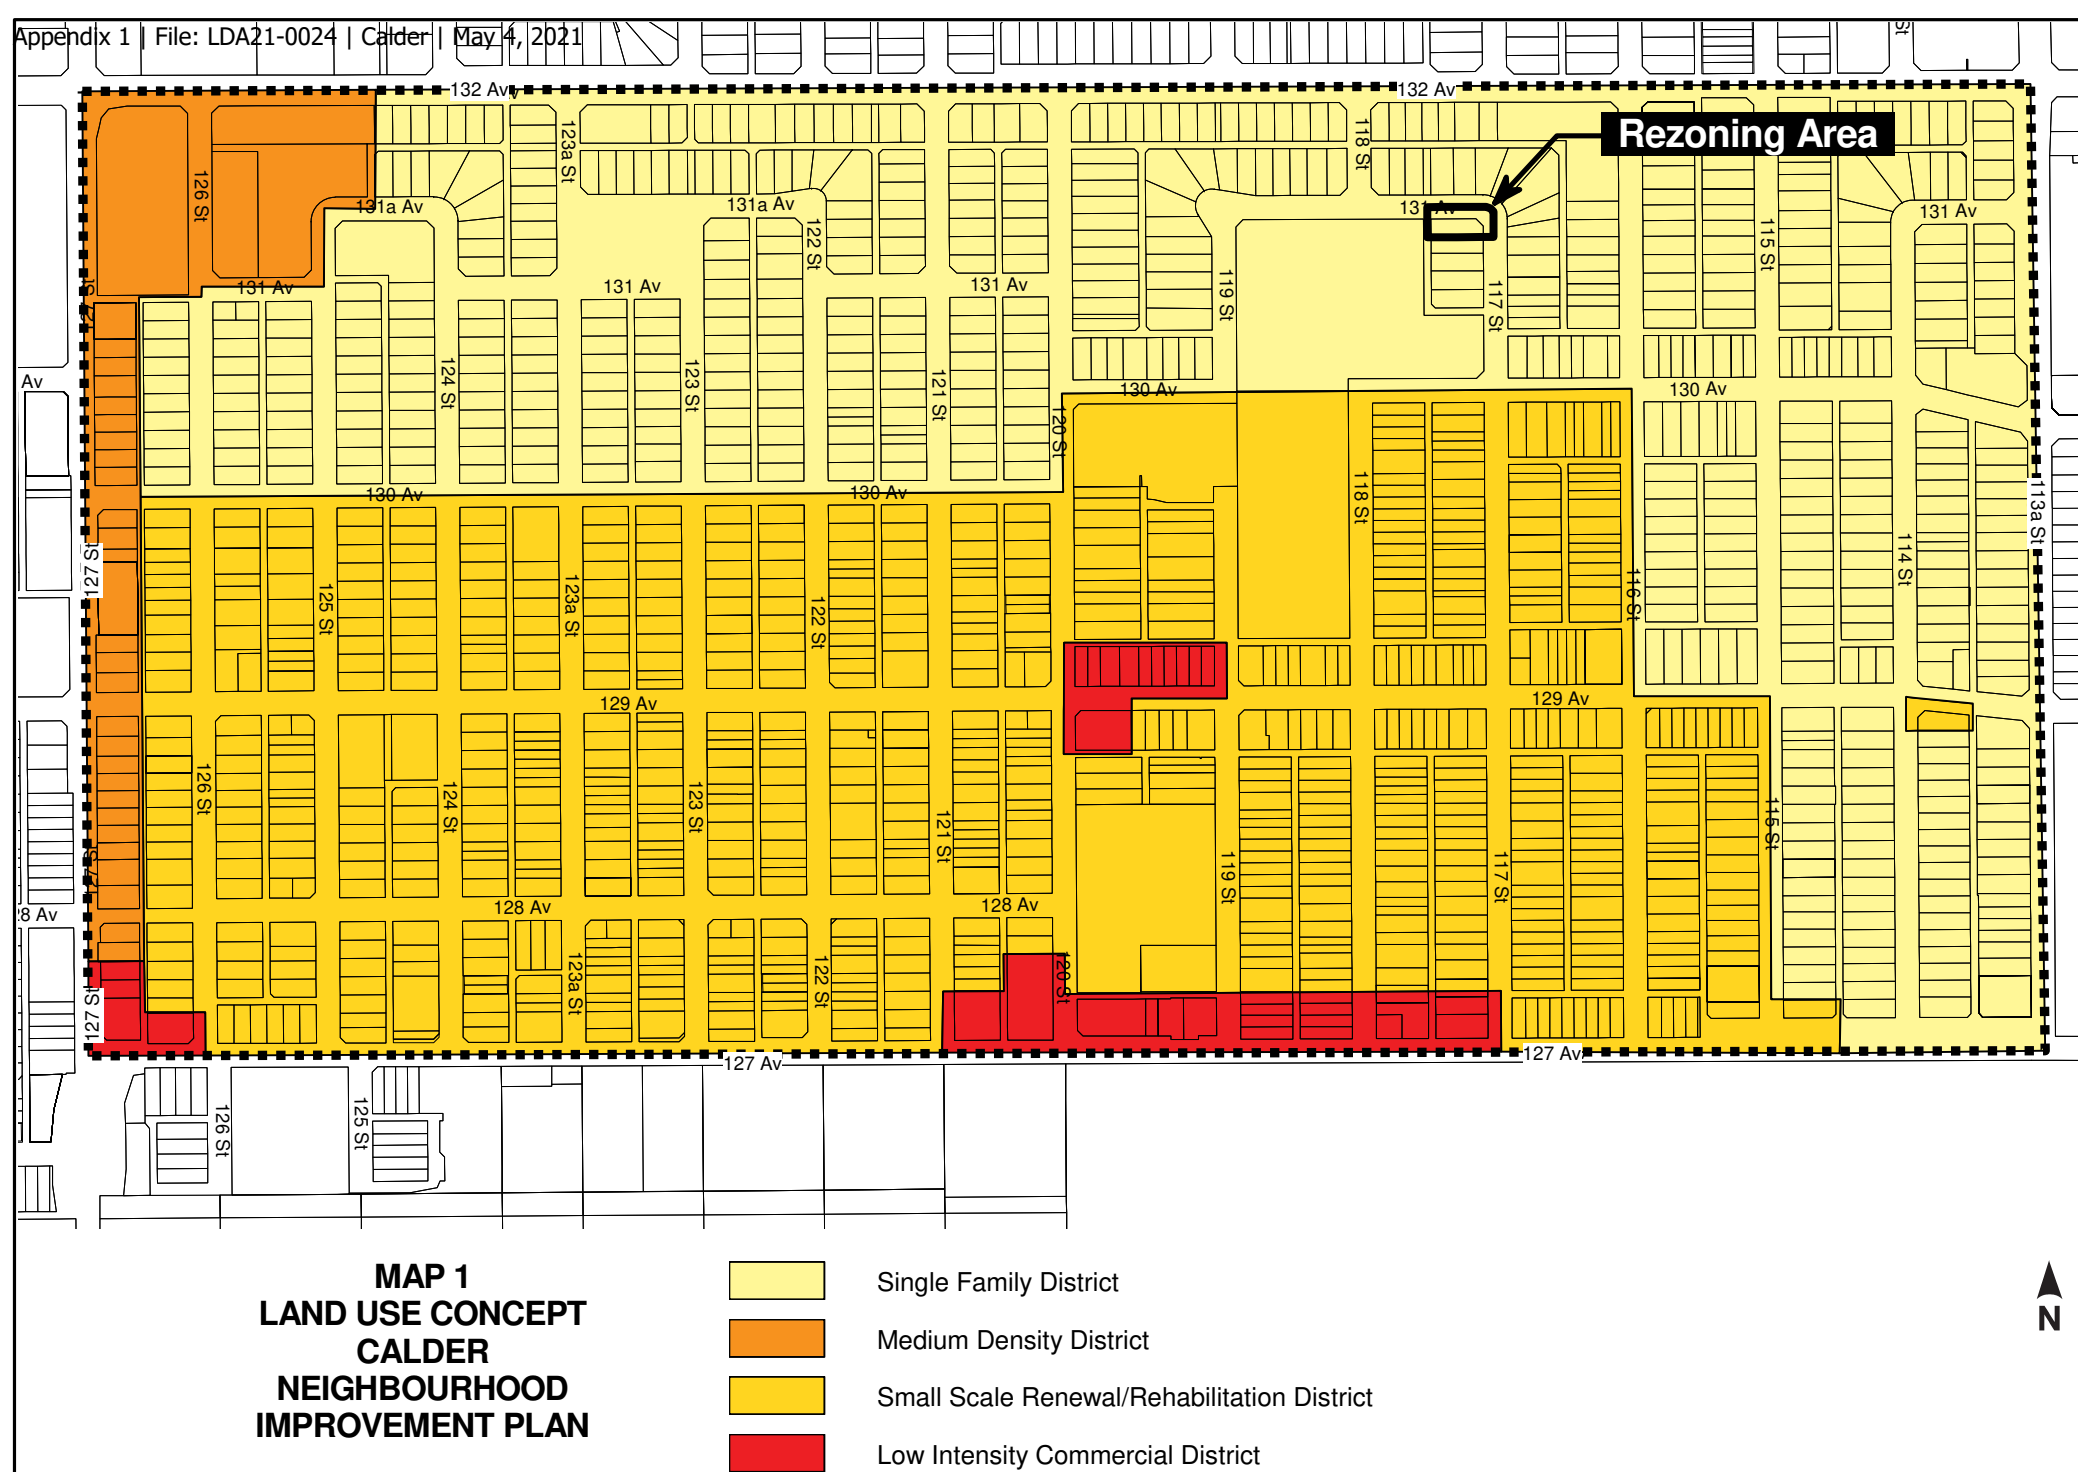 Appendix 1 | File: LDA21-0024 | Calder | May 4, 2021
St
132 Av
132 Av
Rezoning Area
123a St
118 St
126 St
131a Av
131a Av
131 Av
131 Av
122 St
115 St
131 Av
131 Av
131 Av
119 St
117 St
127 St
Av
124 St
123 St
121 St
130 Av
130 Av
120 St
130 Av
130 Av
118 St
113a St
127 St
125 St
123a St
122 St
116 St
114 St
129 Av
129 Av
126 St
124 St
123 St
121 St
115 St
127 St
119 St
117 St
128 Av
128 Av
8 Av
127 St
123a St
122 St
120 St
127 Av
127 Av
126 St
125 St
MAP 1
LAND USE CONCEPT
CALDER
NEIGHBOURHOOD
IMPROVEMENT PLAN
Single Family District
Medium Density District
Small Scale Renewal/Rehabilitation District
Low Intensity Commercial District
N